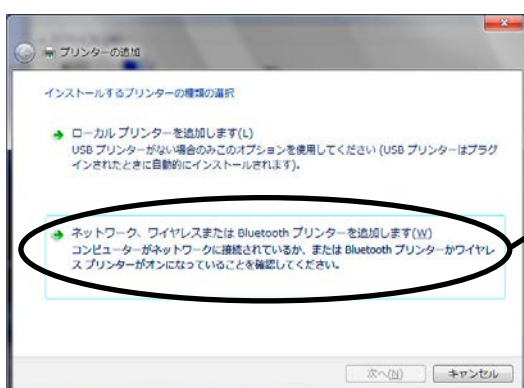 プリンターの追加
インストールするプリンターの種類の選択
ローカル プリンターを追加します(L)
USB プリンターがない場合のみこのオプションを使用してください (USB プリンターはプラグ
インされたときに自動的にインストールされます)。
ネットワーク、ワイヤレスまたは Bluetooth プリンターを追加します(W)
コンピューターがネットワークに接続されているか、または Bluetooth プリンターかワイヤレ
ス プリンターがオンになっていることを確認してください。
次へ(N)
キャンセル